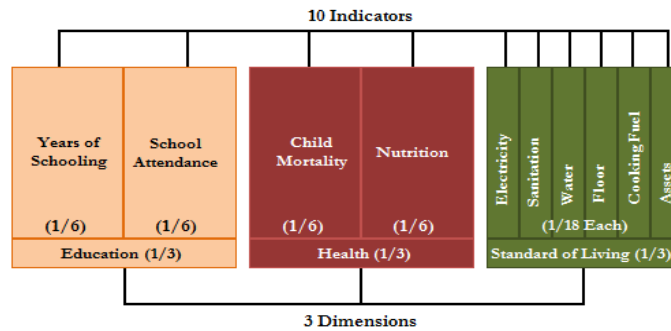 10 Indicators
Years of
Schooling
School
Attendance
Child
Mortality
Nutrition
Electricity
Sanitation
Water
Floor
Cooking Fuel
Assets
(1/6)
(1/6)
(1/6)
(1/6)
(1/18 Each)
Education (1/3)
Health (1/3)
Standard of Living (1/3)
3 Dimensions